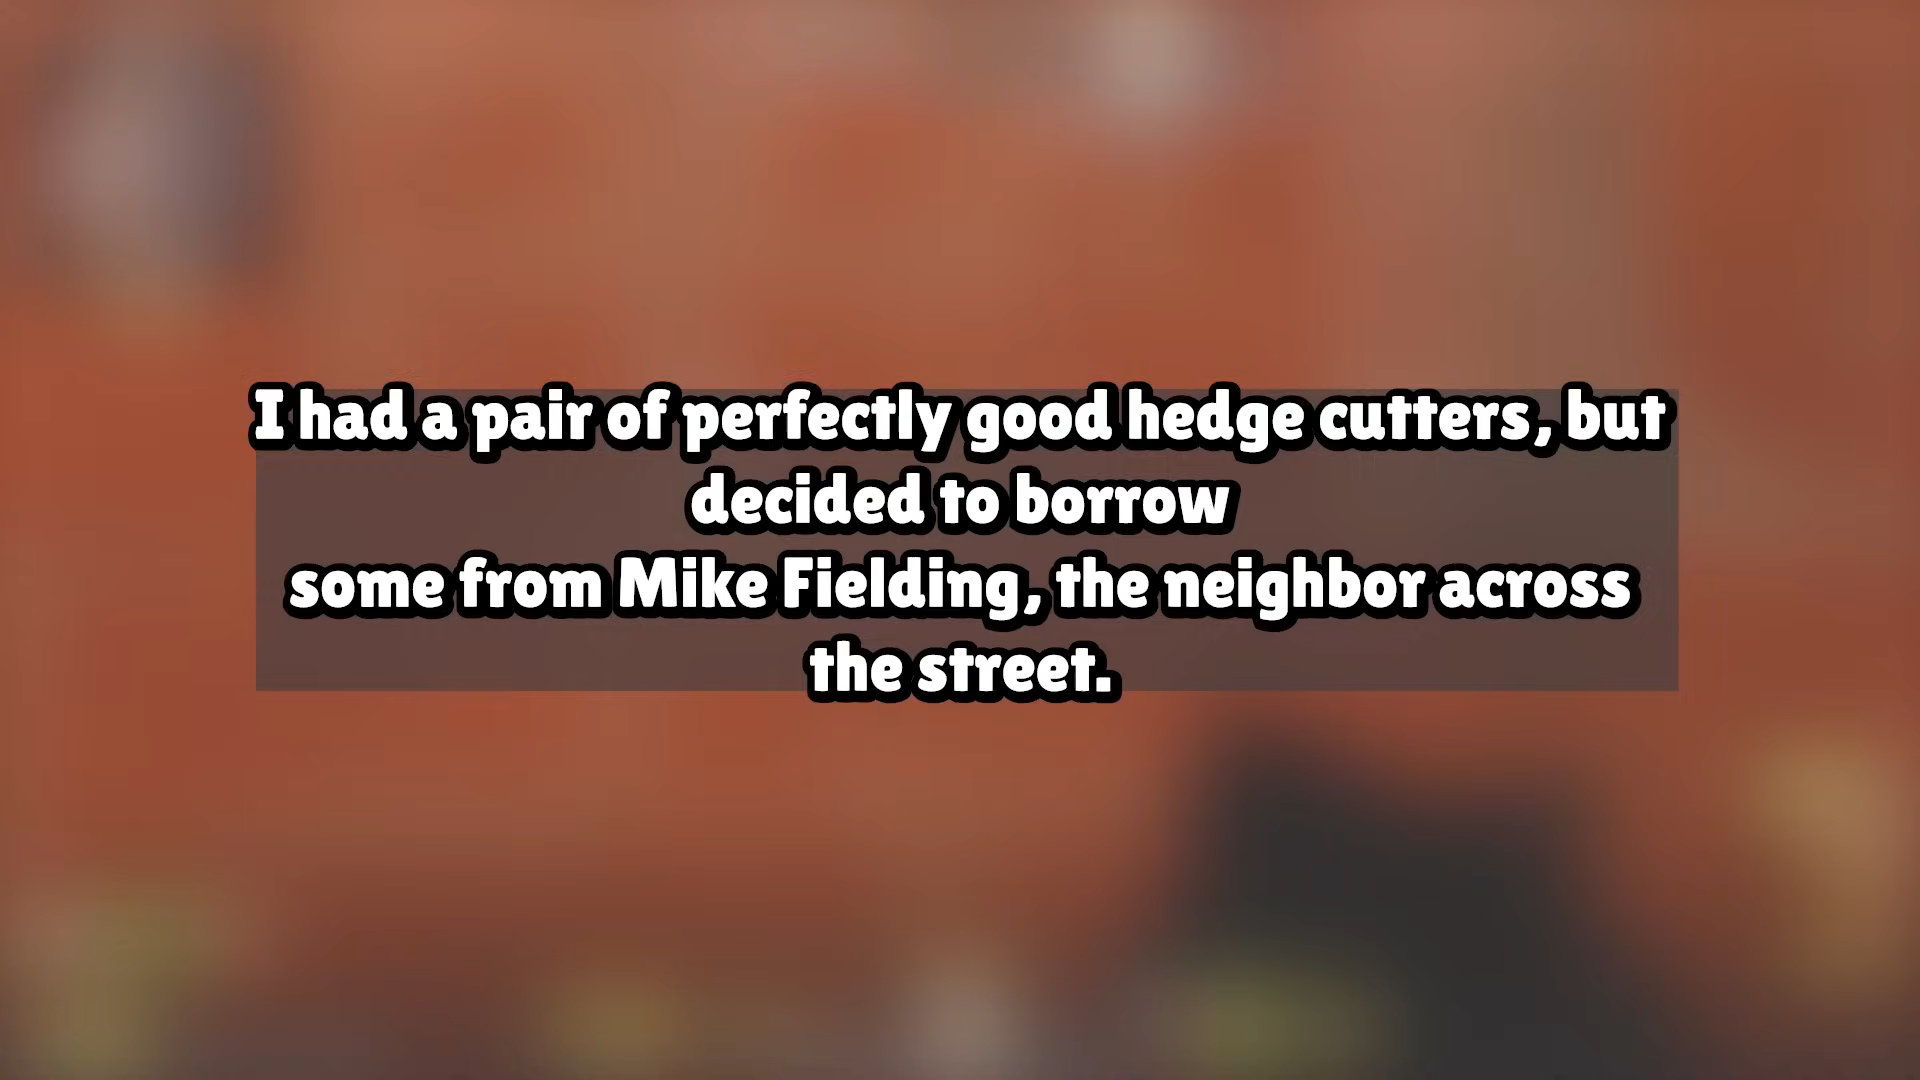 I had a pair of perfectly good hedge cutters, but
decided to borrow
some from Mike Fielding, the neighbor across
the street.